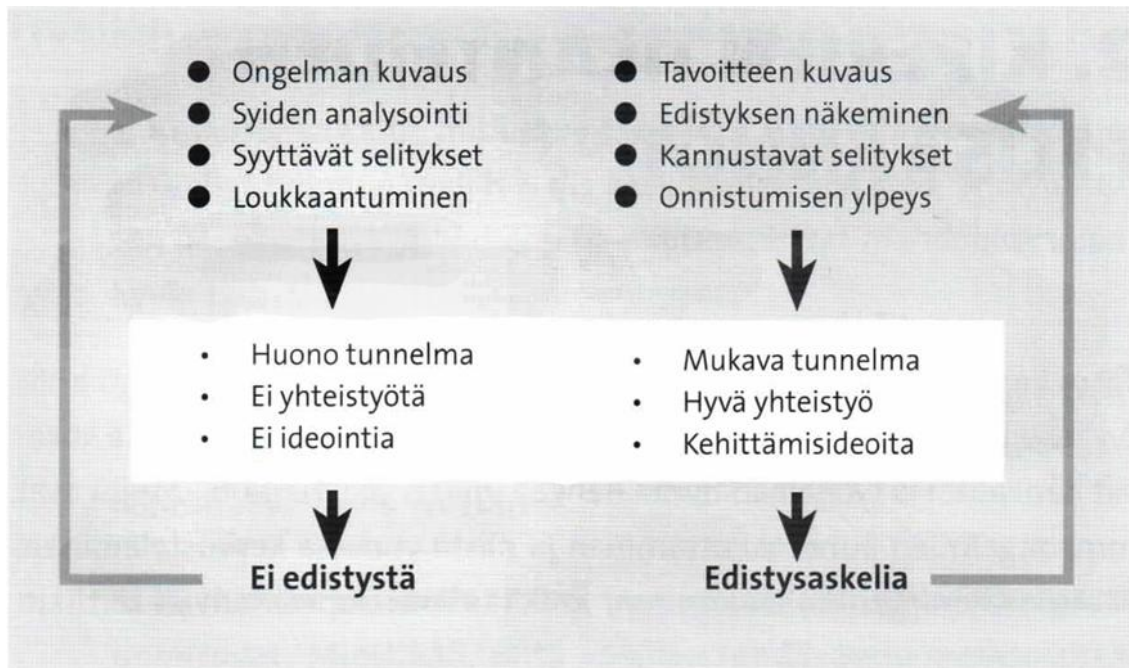 ● Ongelman kuvaus
● Syiden analysointi
● Syyttävät selitykset
● Loukkaantuminen
● Tavoitteen kuvaus
● Edistyksen näkeminen
● Kannustavat selitykset
● Onnistumisen ylpeys
• Huono tunnelma
• Ei yhteistyötä
• Ei ideointia
• Mukava tunnelma
• Hyvä yhteistyö
• Kehittämisideoita
Ei edistystä
Edistysaskelia